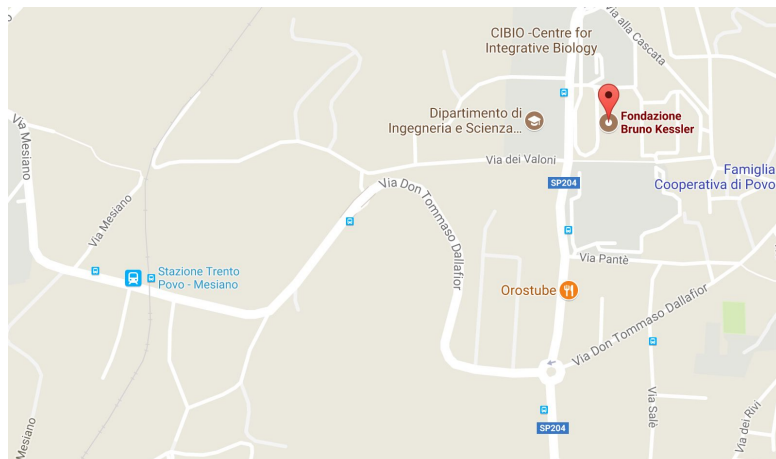 Via alla Cascata
CIBIO -Centre for
Integrative Biology
Dipartimento di
Ingegneria e Scienza...
Fondazione
Bruno Kessler
Via Mesiano
Via dei Valoni
Famiglia
Cooperativa di Povo
SP204
Via Don Tommaso Dallafior
Via Mesiano
Via Pantè
Stazione Trento
Povo - Mesiano
Orostube
Via Don Tommaso Dallafior
Via Salè
Via dei Rivi
SP204
Mesiano